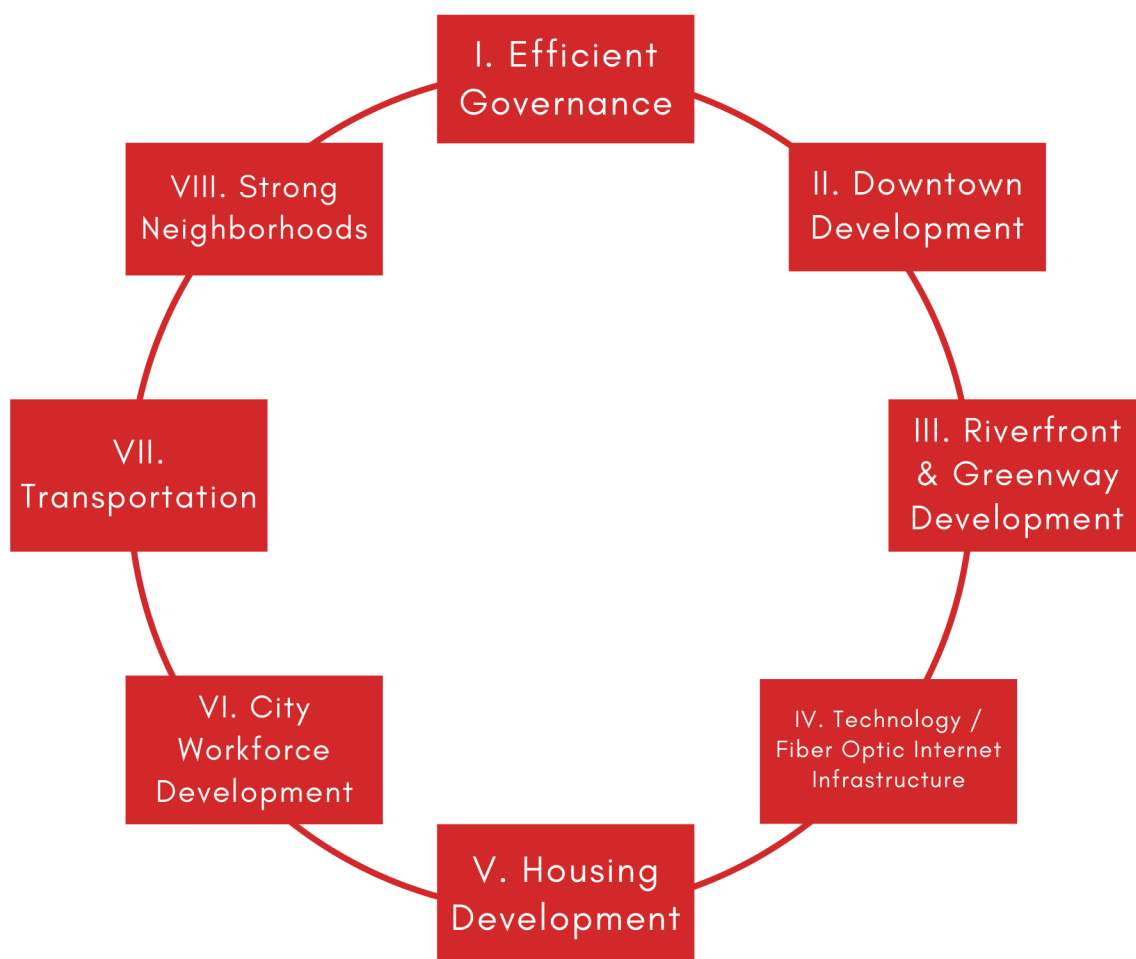 I. Efficient
Governance
II. Downtown
Development
III. Riverfront
& Greenway
Development
IV. Technology /
Fiber Optic Internet
Infrastructure
V. Housing
Development
VI. City
Workforce
Development
VII.
Transportation
VIII. Strong
Neighborhoods